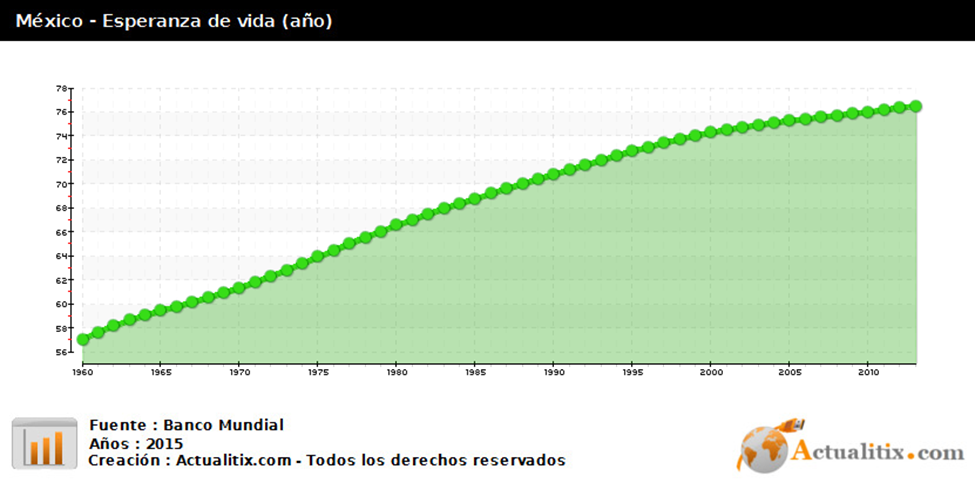 México - Esperanza de vida (año)
78
76
74
72
70
68
66
64
62
60
58
56
1960 1965 1970 1975 1980 1985 1990 1995 2000 2005 2010
Fuente : Banco Mundial
Años : 2015
Creación : Actualitix.com - Todos los derechos reservados
Actualitix.com